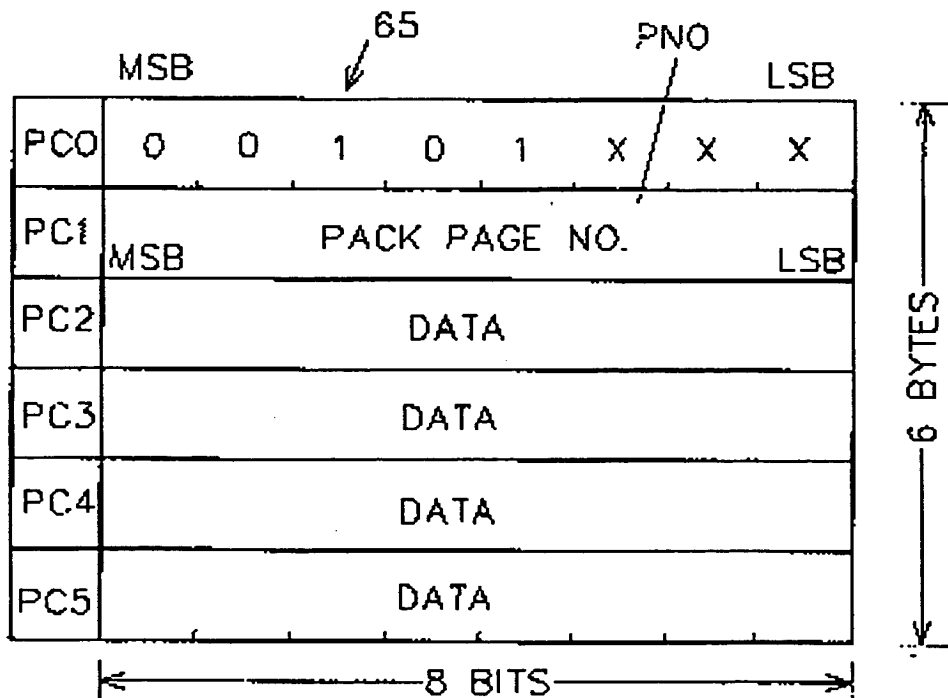 65
PNO
MSB LSB
PC0 0 0 1 0 1 X X X
PC1 PACK PAGE NO.
MSB LSB
PC2 DATA
PC3 DATA
PC4 DATA
PC5 DATA
6 BYTES
8 BITS